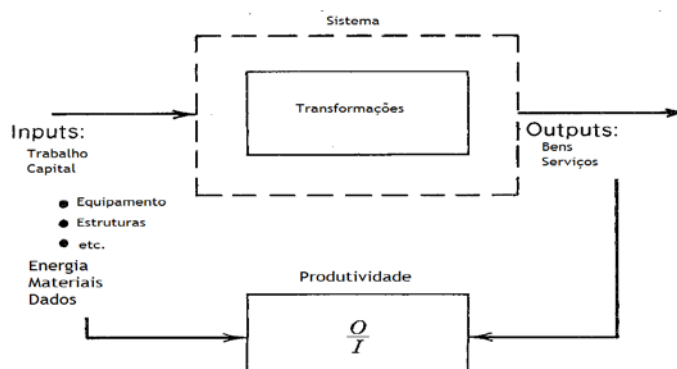 Sistema
Transformações
Inputs:
Trabalho
Capital
• Equipamento
• Estruturas
• etc.
Energia
Materiais
Dados
Outputs:
Bens
Serviços
Produtividade
O
I